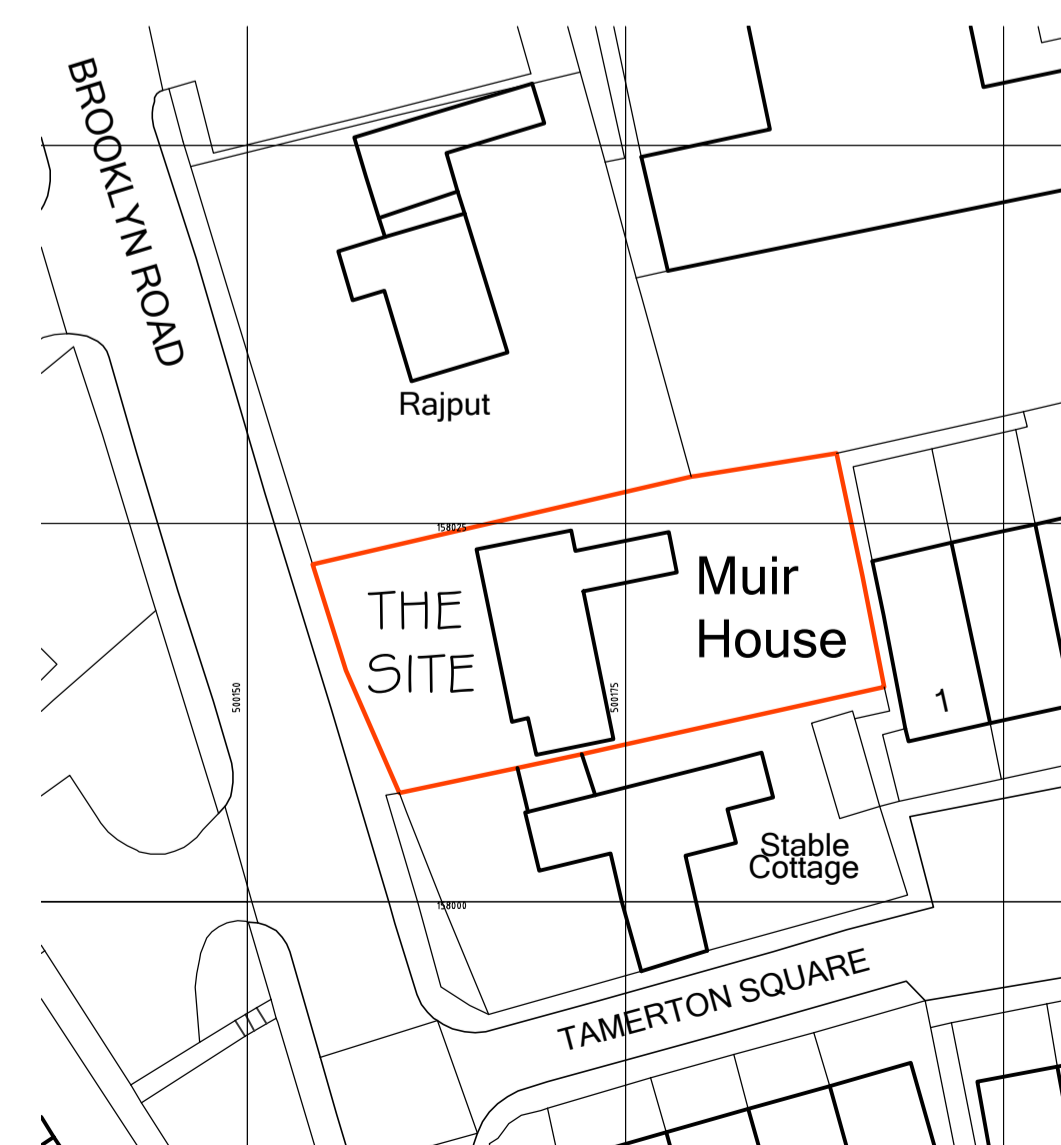 BROOKLYN ROAD
Rajput
158025
THE
SITE
Muir
House
500150
500175
1
Stable
Cottage
158000
TAMERTON SQUARE